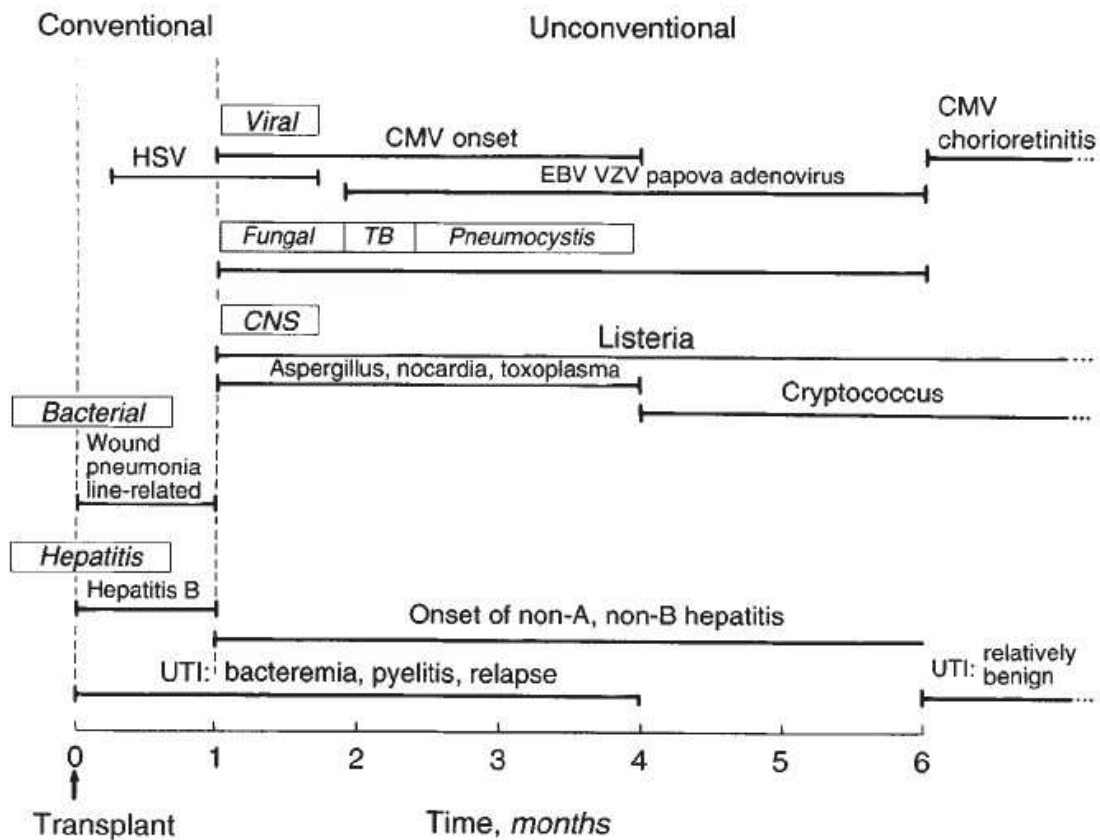 Conventional
Unconventional
Viral
CMV onset
CMV
chorioretinitis
HSV
EBV VZV papova adenovirus
Fungal TB Pneumocystis
CNS
Listeria
Aspergillus, nocardia, toxoplasma
Cryptococcus
Bacterial
Wound
pneumonia
line-related
Hepatitis
Hepatitis B
Onset of non-A, non-B hepatitis
UTI: bacteremia, pyelitis, relapse
UTI: relatively
benign
0 1 2 3 4 5 6
Transplant
Time, months